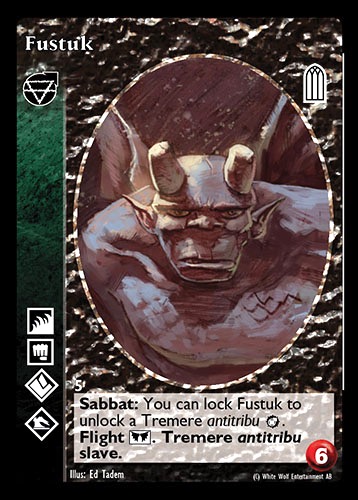 Fustuk
5
Sabbat: You can lock Fustuk to
unlock a Tremere antitribu .
Flight . Tremere antitribu
slave.
6
Illus: Ed Tadem
(C) White Wolf Entertainment AB